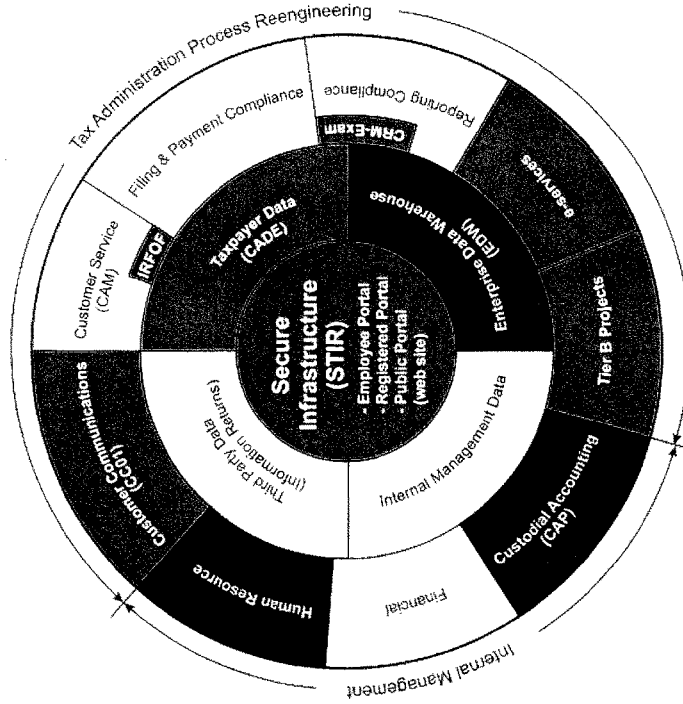 Tax Administration Process Reengineering
Customer Service
(CAM)
Filing & Payment Compliance
Reporting Compliance
IRFOF
CRM-Exam
e-services
Tier B Projects
Customer Communications
(CC01)
Taxpayer Data
(CADE)
Enterprise Data Warehouse
(EDW)
Third Party Data
(Information Returns)
Internal Management Data
Secure
Infrastructure
(STIR)
- Employee Portal
- Registered Portal
- Public Portal
(web site)
Custodial Accounting
(CAP)
Financial
Human Resource
Internal Management